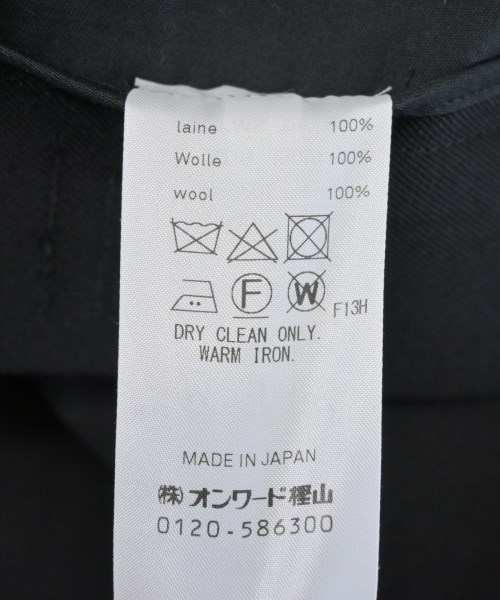 laine 100%
Wolle 100%
wool 100%
F W F13H
DRY CLEAN ONLY.
WARM IRON.
MADE IN JAPAN
㈱オンワード樫山
0120-586300